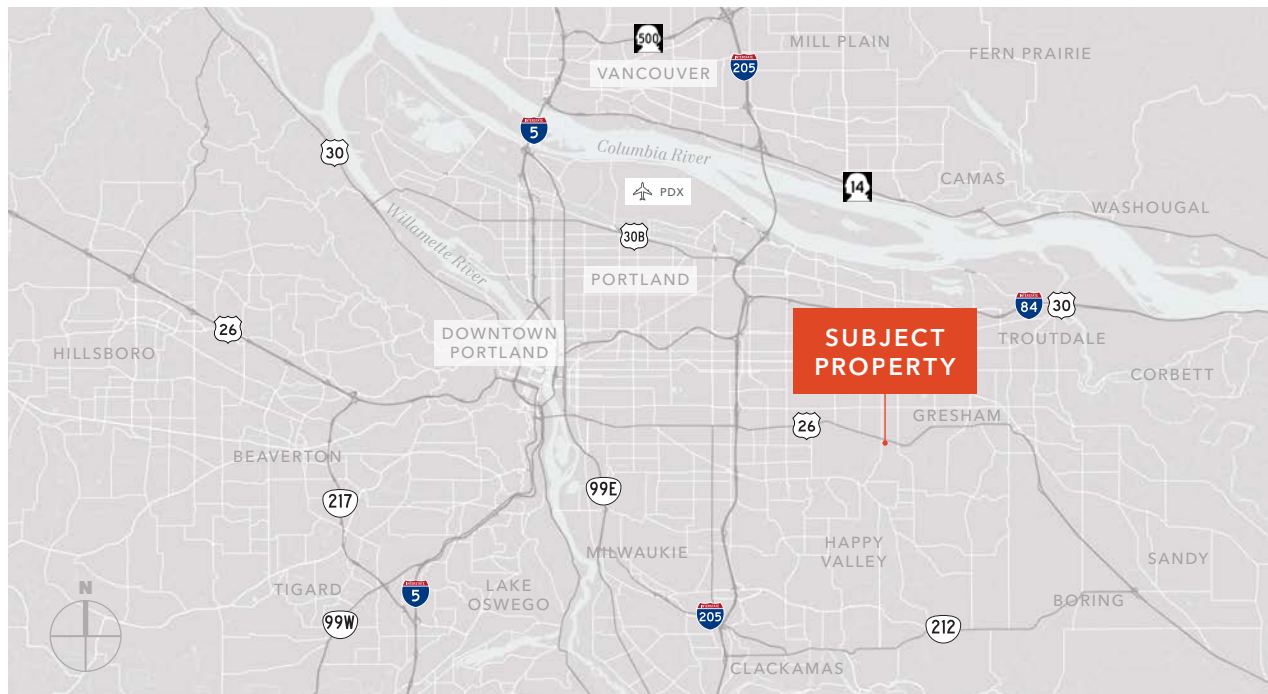 500
MILL PLAIN
FERN PRAIRIE
VANCOUVER
205
5
30
Columbia River
PDX
14
CAMAS
WASHOUGAL
30B
Willamette River
PORTLAND
26
84
30
HILLSBORO
DOWNTOWN
PORTLAND
SUBJECT
PROPERTY
TROUTDALE
CORBETT
GRESHAM
26
BEAVERTON
217
99E
MILWAUKIE
HAPPY
VALLEY
SANDY
N
TIGARD
5
LAKE
OSWEGO
BORING
99W
205
212
CLACKAMAS